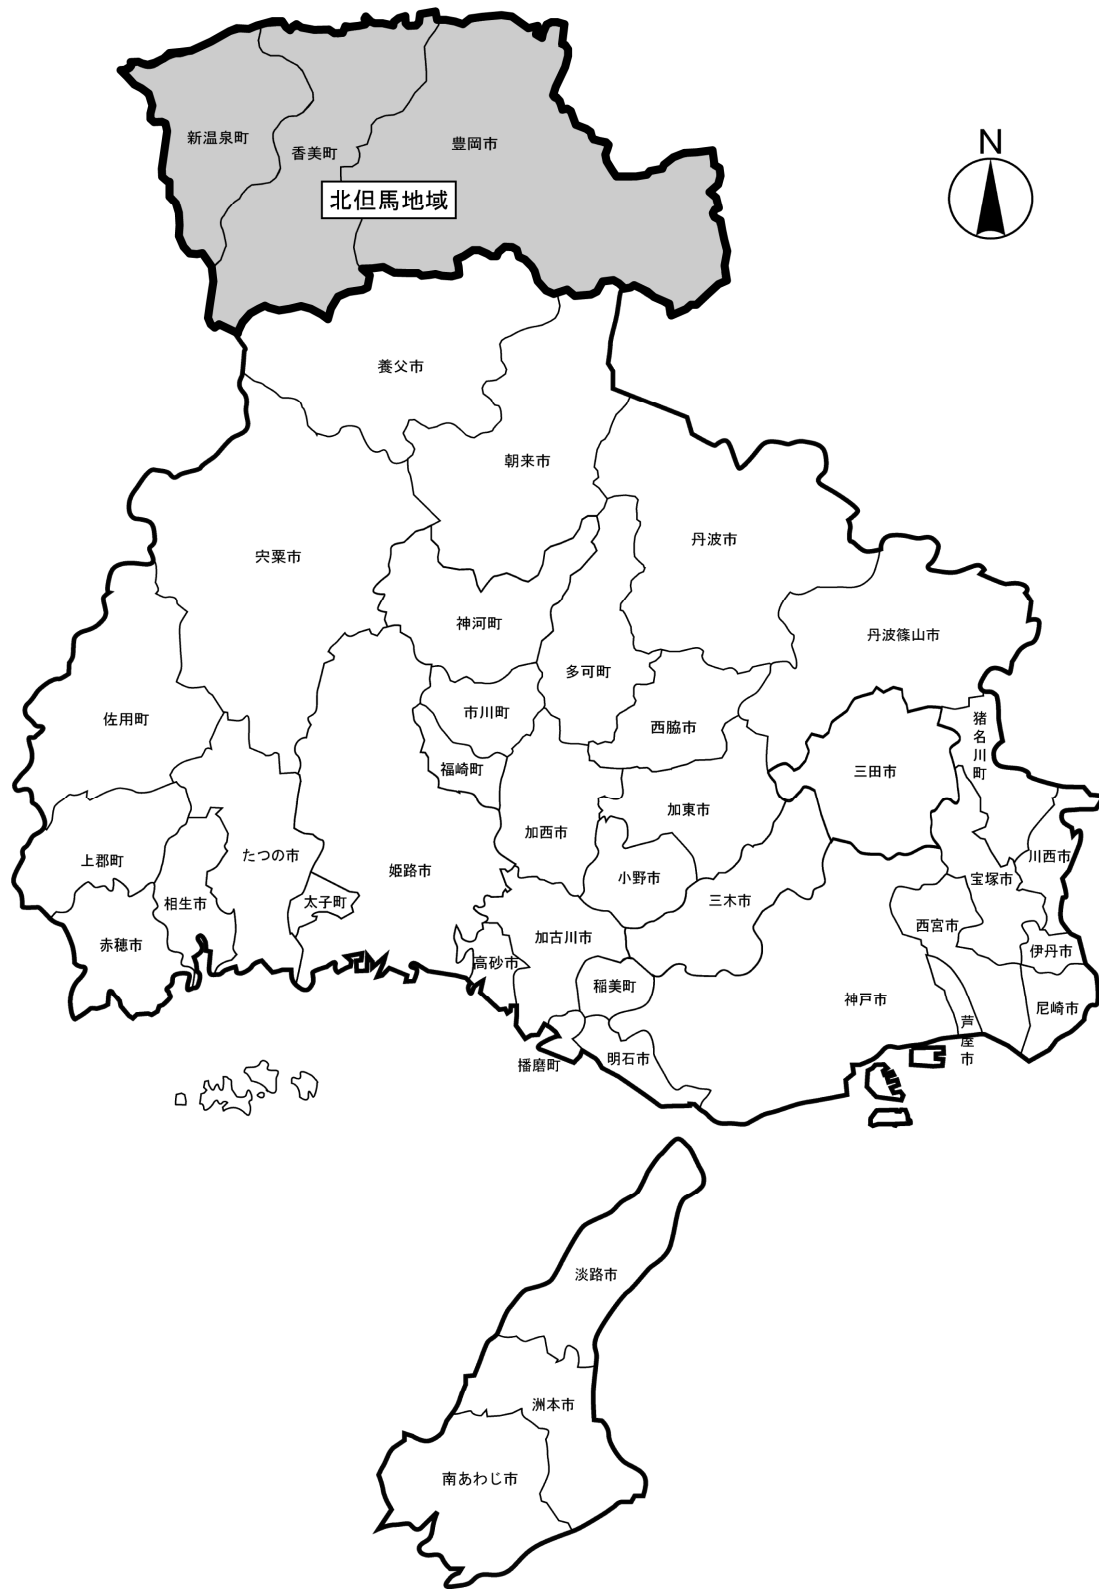 N
新温泉町
香美町
豊岡市
北但馬地域
養父市
朝来市
宍粟市
丹波市
神河町
丹波篠山市
多可町
佐用町
市川町
西脇市
猪名川町
福崎町
三田市
加東市
加西市
上郡町
たつの市
姫路市
小野市
川西市
宝塚市
相生市
太子町
三木市
赤穂市
加古川市
西宮市
伊丹市
高砂市
稲美町
神戸市
尼崎市
芦屋市
播磨町
明石市
淡路市
洲本市
南あわじ市